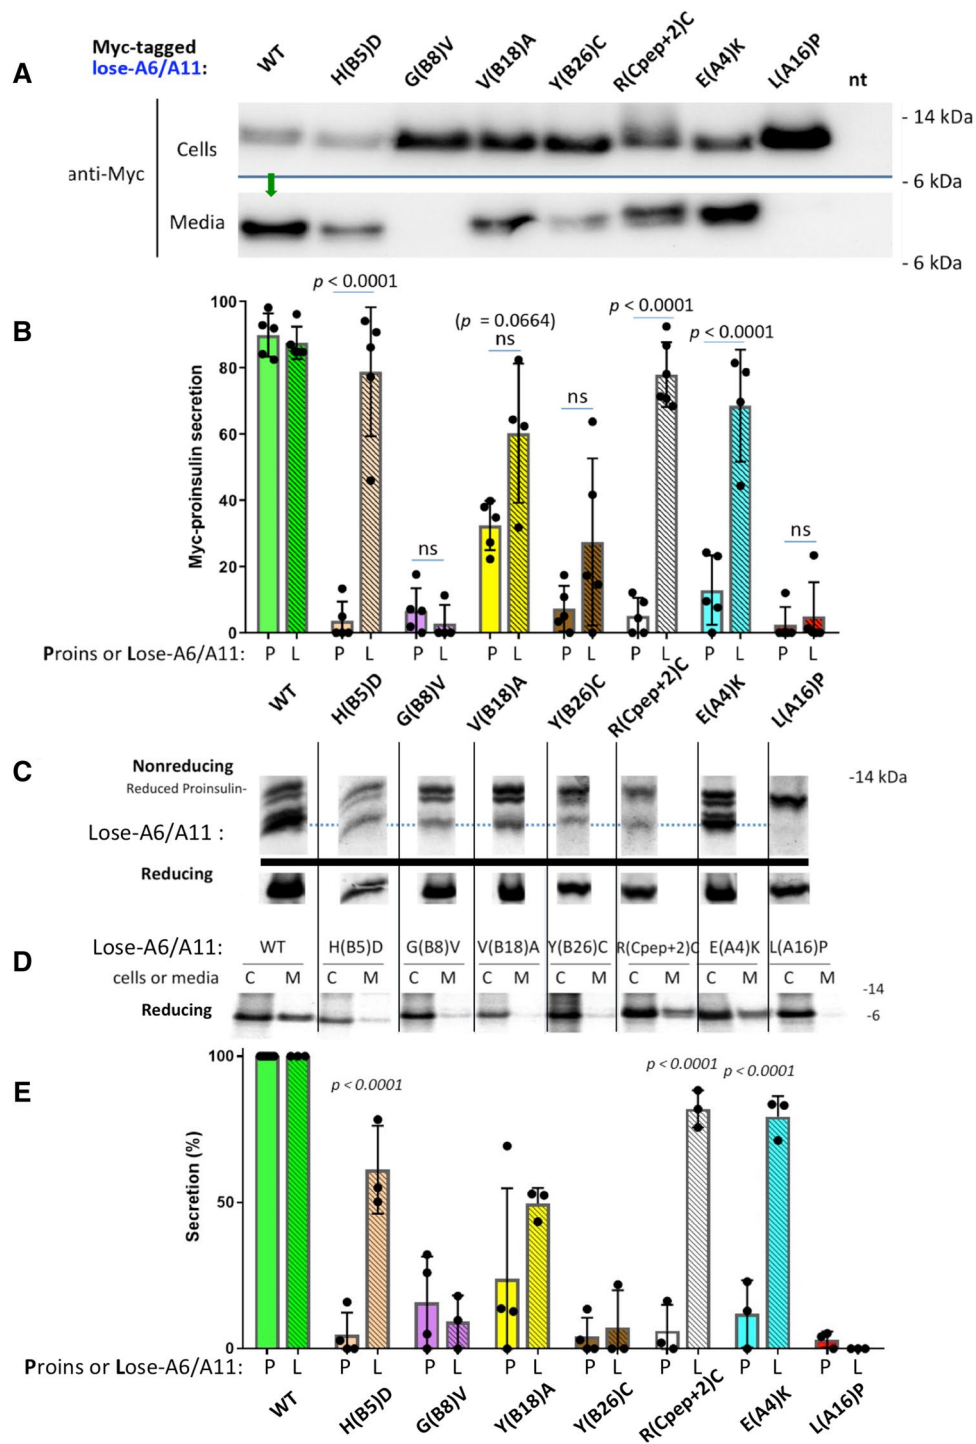 A
Myc-tagged
lose-A6/A11:
WT H(B5)D G(B8)V V(B18)A Y(B26)C R(Cpep+2)C E(A4)K L(A16)P nt
- 14 kDa
Cells
anti-Myc
- 6 kDa
Media
- 6 kDa
B
p < 0.0001
100
(p = 0.0664)
p < 0.0001
p < 0.0001
ns
80
ns
Myc-proinsulin secretion
60
40
ns
ns
20
0
Proins or Lose-A6/A11: P L P L P L P L P L P L P L P L
WT H(B5)D G(B8)V V(B18)A Y(B26)C R(Cpep+2)C E(A4)K L(A16)P
C
Nonreducing
-14 kDa
Reduced Proinsulin-
Lose-A6/A11 :
Reducing
D
Lose-A6/A11: WT H(B5)D G(B8)V V(B18)A Y(B26)C R(Cpep+2)C E(A4)K L(A16)P
cells or media C M C M C M C M C M C M C M C M
-14
Reducing
-6
E
100
p < 0.0001
p < 0.0001
p < 0.0001
Secretion (%)
50
0
Proins or Lose-A6/A11: P L P L P L P L P L P L P L P L
WT H(B5)D G(B8)V Y(B18)A Y(B26)C R(Cpep+2)C E(A4)K L(A16)P